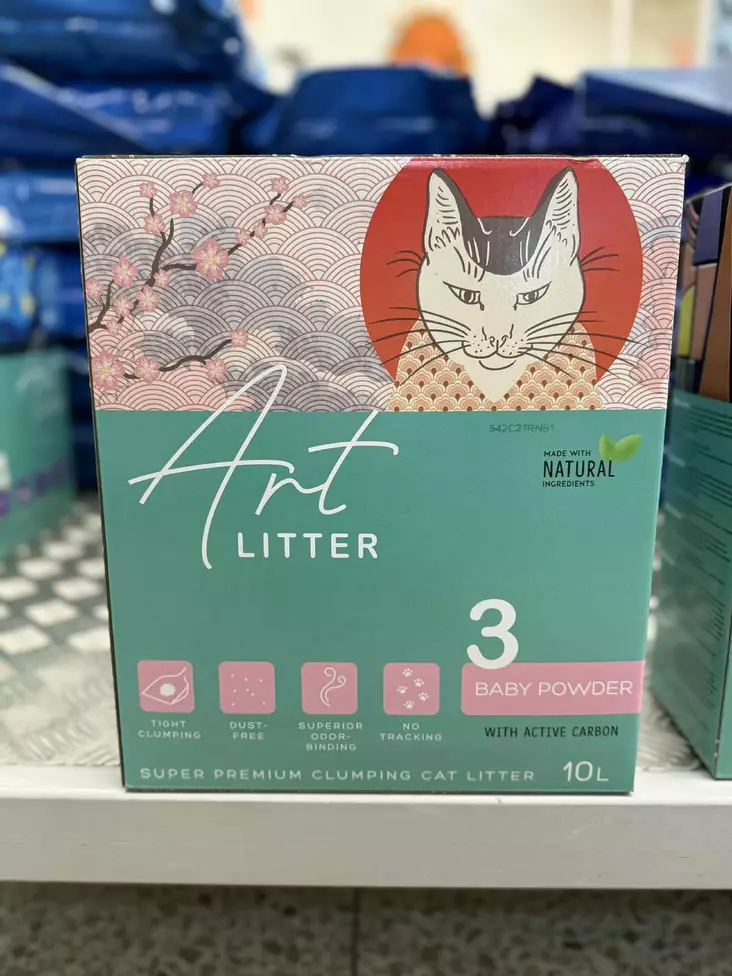 542C21RNB1
MADE WITH
NATURAL
INGREDIENTS
Art
LITTER
3
BABY POWDER
WITH ACTIVE CARBON
TIGHT
CLUMPING
DUST-
FREE
SUPERIOR
ODOR-
BINDING
NO
TRACKING
SUPER PREMIUM CLUMPING CAT LITTER 10L